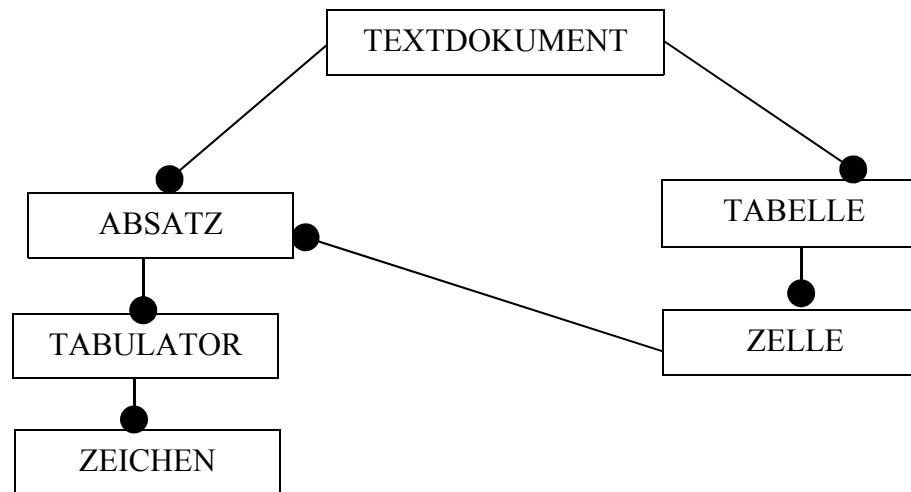 TEXTDOKUMENT
ABSATZ
TABELLE
TABULATOR
ZELLE
ZEICHEN